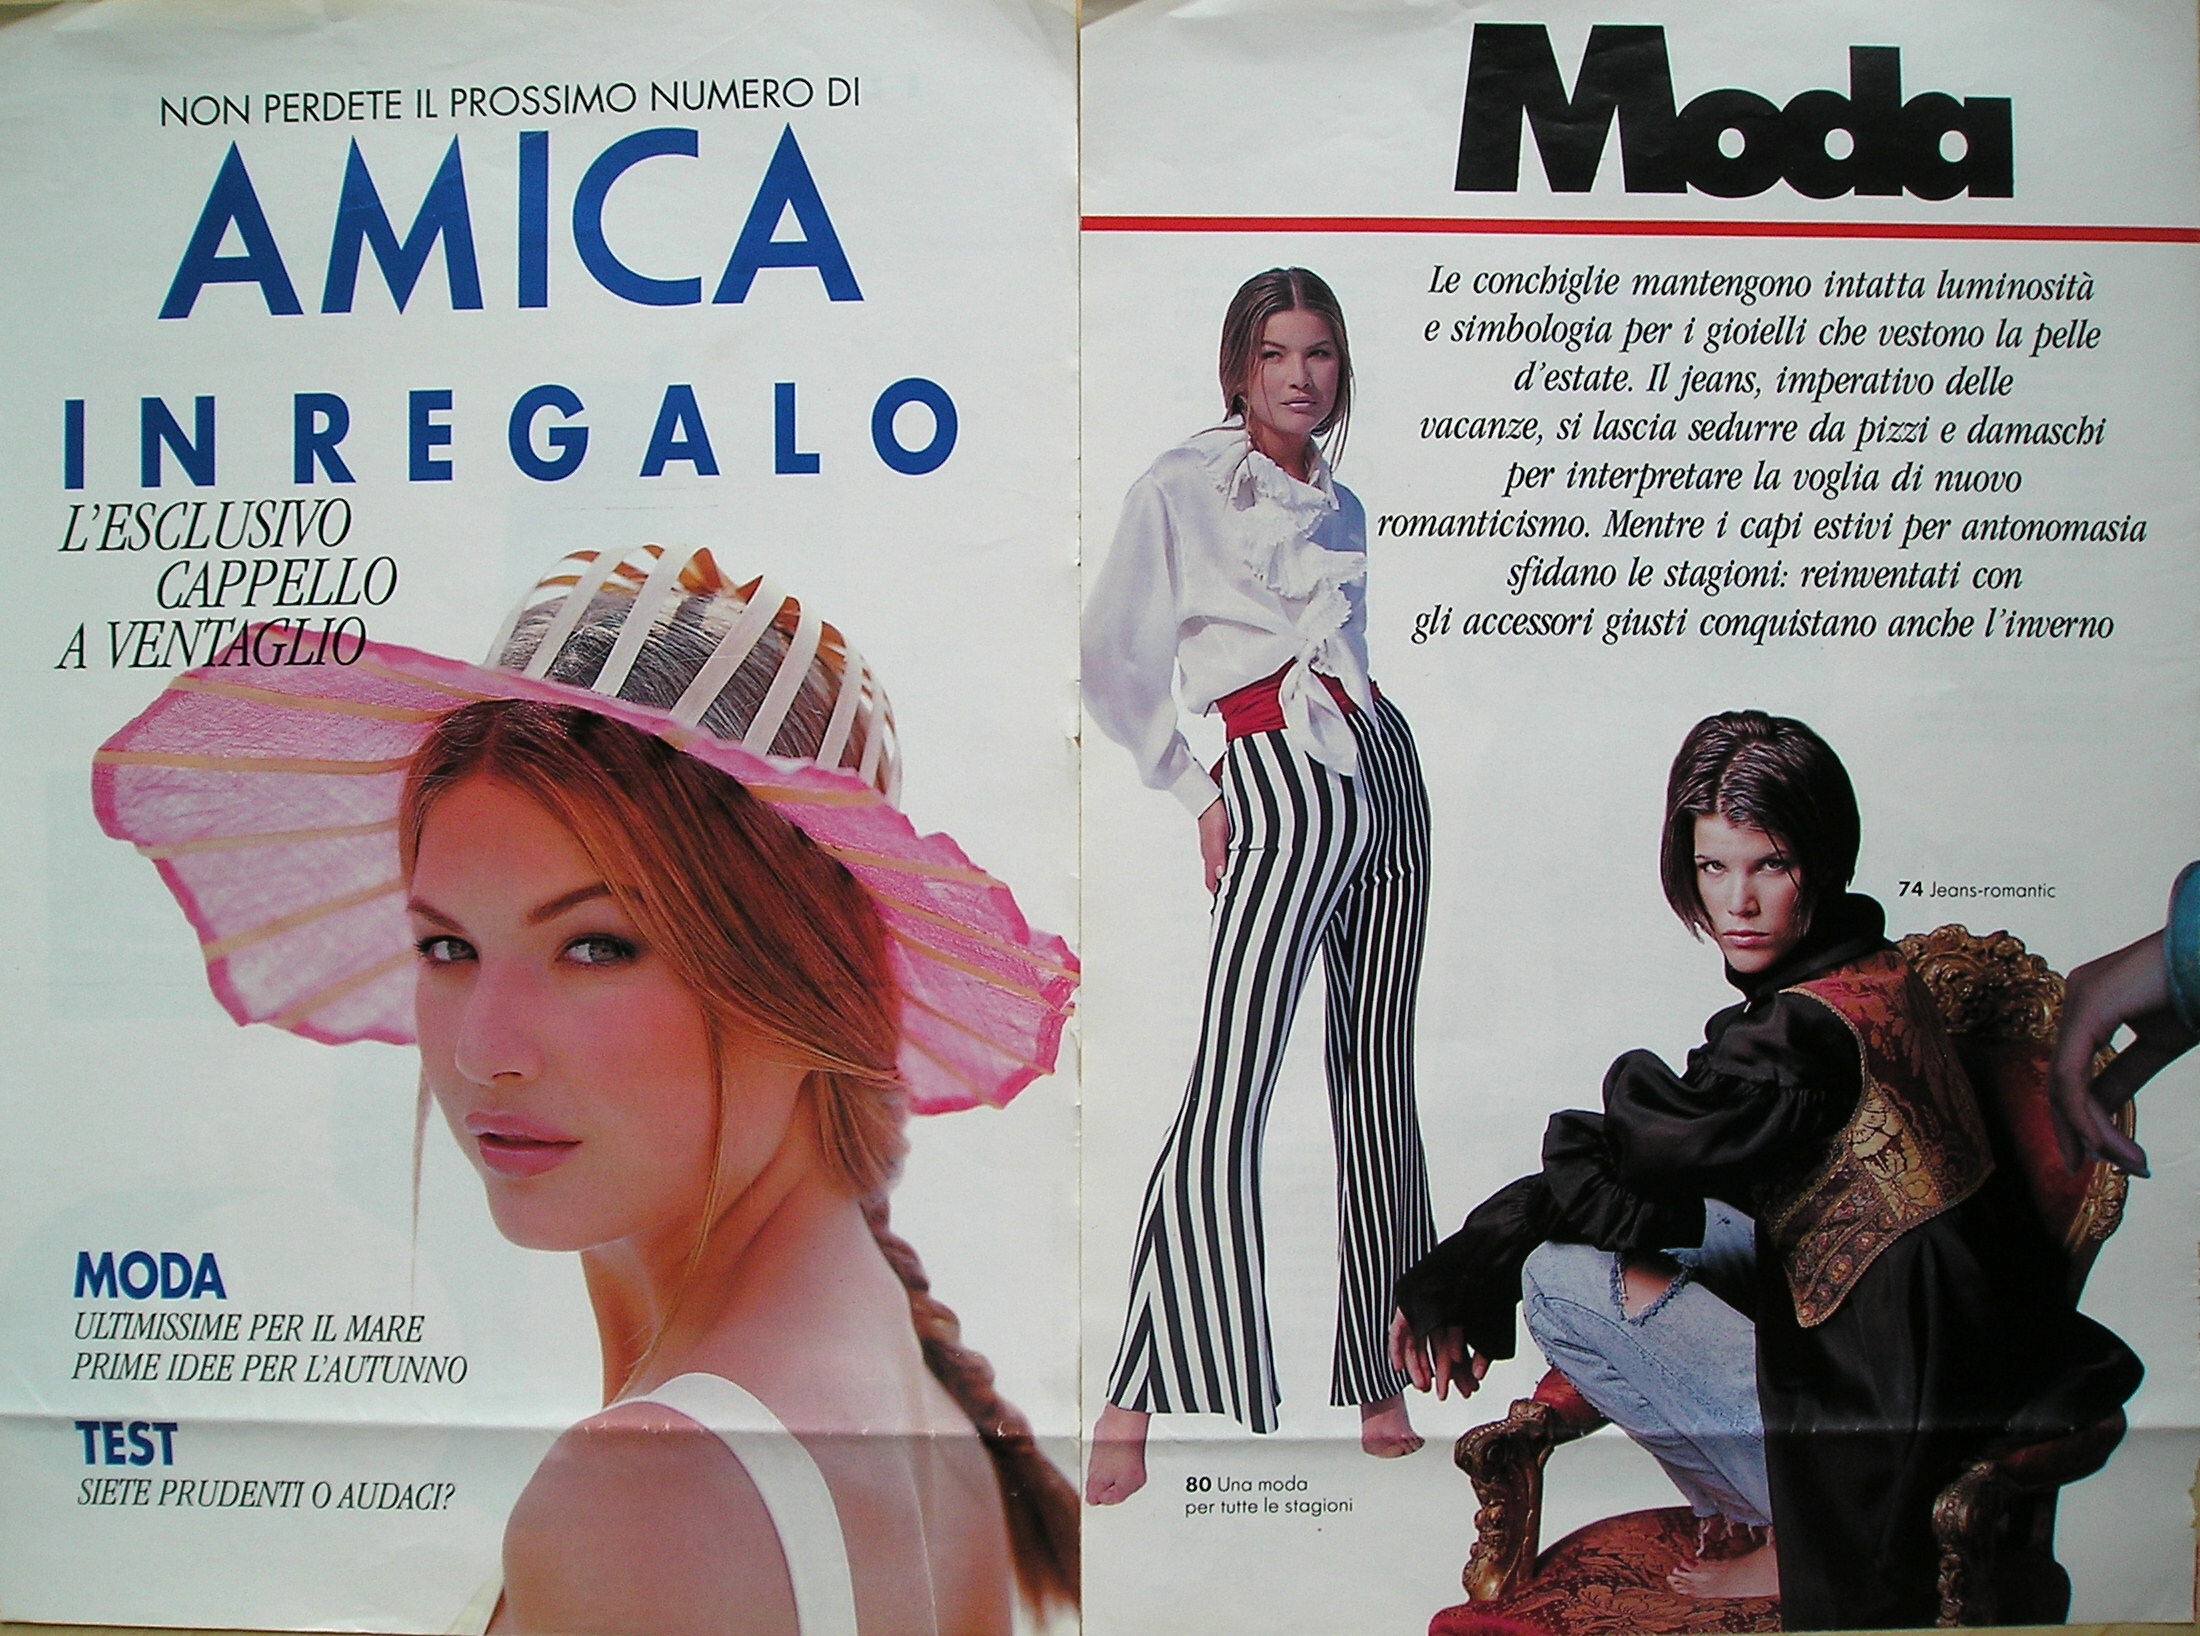 NON PERDETE IL PROSSIMO NUMERO DI
AMICA
IN REGALO
L'ESCLUSIVO
CAPPELLO
A VENTAGLIO
MODA
ULTIMISSIME PER IL MARE
PRIME IDEE PER L'AUTUNNO
TEST
SIETE PRUDENTI O AUDACI?
Moda
Le conchiglie mantengono intatta luminosità
e simbologia per i gioielli che vestono la pelle
d'estate. Il jeans, imperativo delle
vacanze, si lascia sedurre da pizzi e damaschi
per interpretare la voglia di nuovo
romanticismo. Mentre i capi estivi per antonomasia
sfidano le stagioni: reinventati con
gli accessori giusti conquistano anche l'inverno
74 Jeans-romantic
80 Una moda
per tutte le stagioni